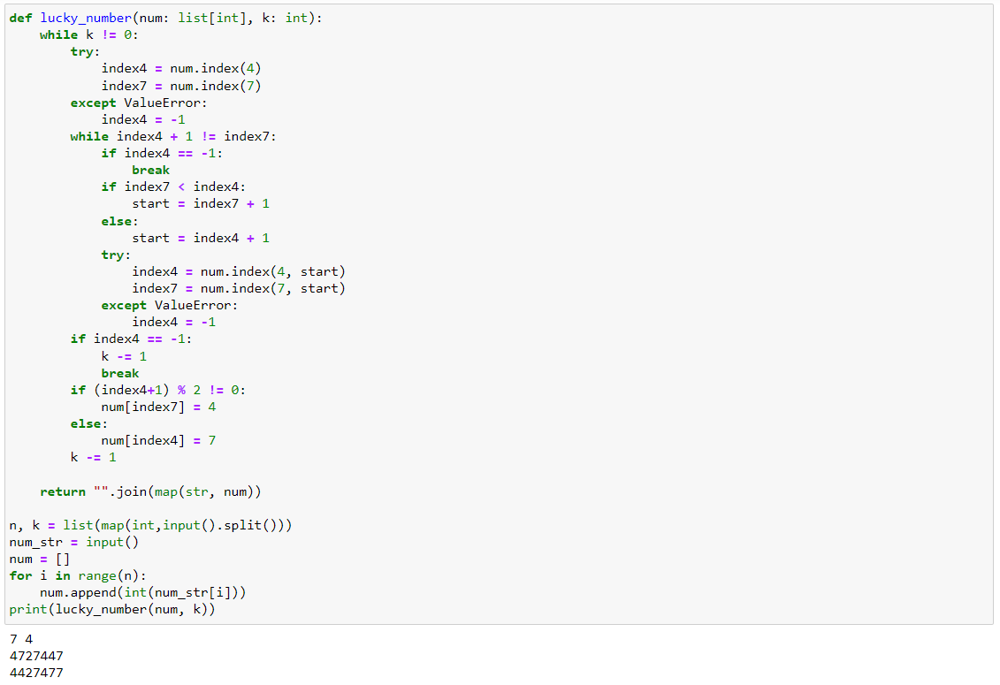 def lucky_number(num: list[int], k: int):
    while k != 0:
        try:
            index4 = num.index(4)
            index7 = num.index(7)
        except ValueError:
            index4 = -1
        while index4 + 1 != index7:
            if index4 == -1:
                break
            if index7 < index4:
                start = index7 + 1
            else:
                start = index4 + 1
            try:
                index4 = num.index(4, start)
                index7 = num.index(7, start)
            except ValueError:
                index4 = -1
        if index4 == -1:
            k -= 1
            break
        if (index4+1) % 2 != 0:
            num[index7] = 4
        else:
            num[index4] = 7
        k -= 1

    return "".join(map(str, num))

n, k = list(map(int,input().split()))
num_str = input()
num = []
for i in range(n):
    num.append(int(num_str[i]))
print(lucky_number(num, k))
7 4
4727447
4427477